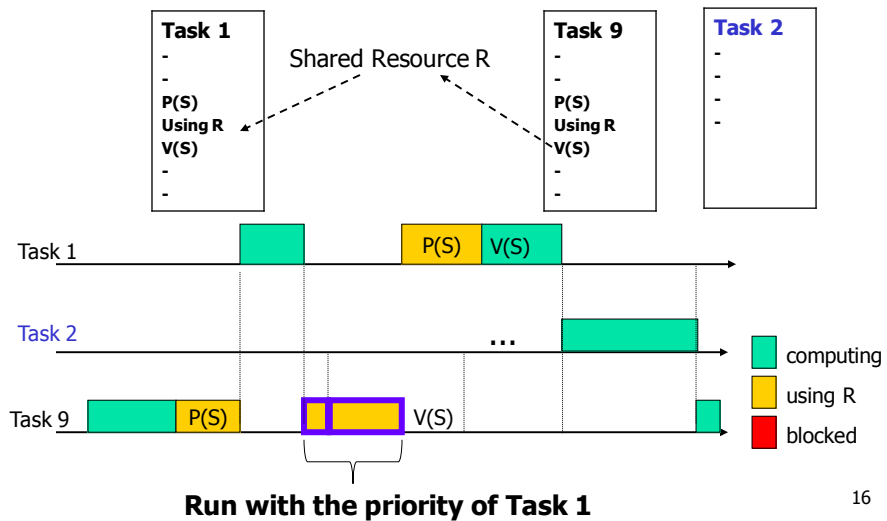 Task 1
-
-
P(S)
Using R
V(S)
-
-
Shared Resource R
Task 9
-
-
P(S)
Using R
V(S)
-
-
Task 2
-
-
-
-
Task 1
P(S)
V(S)
Task 2
...
Task 9
P(S)
V(S)
computing
using R
blocked
Run with the priority of Task 1
16